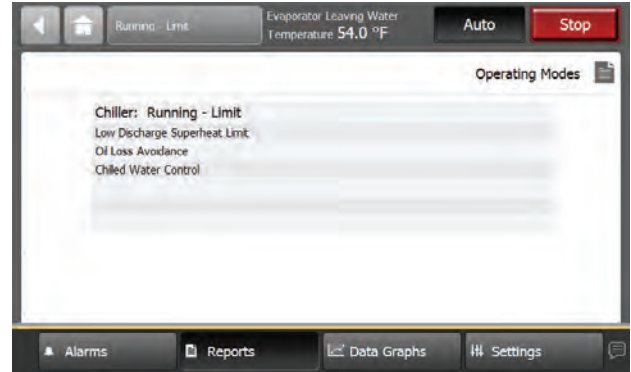 Running - Limit
Evaporator Leaving Water
Temperature 54.0 °F
Auto
Stop
Operating Modes
Chiller: Running - Limit
Low Discharge Superheat Limit
Oil Loss Avoidance
Chilled Water Control
Alarms
Reports
Data Graphs
Settings